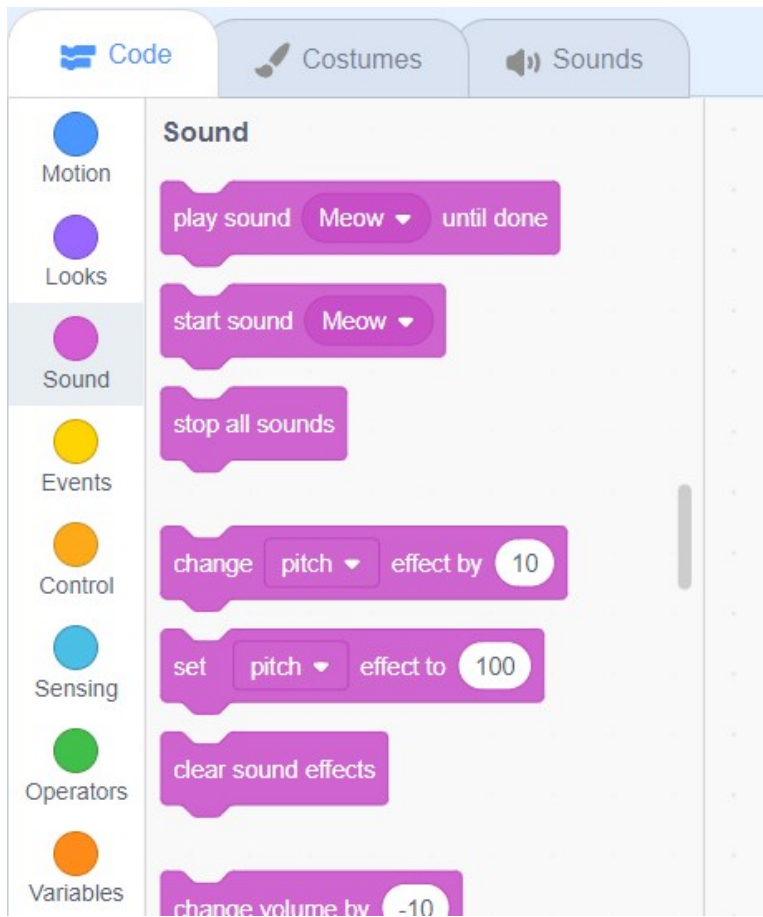 Code
Costumes
Sounds
Motion
Looks
Sound
Events
Control
Sensing
Operators
Variables
Sound
play sound Meow until done
start sound Meow
stop all sounds
change pitch effect by 10
set pitch effect to 100
clear sound effects
change volume by -10